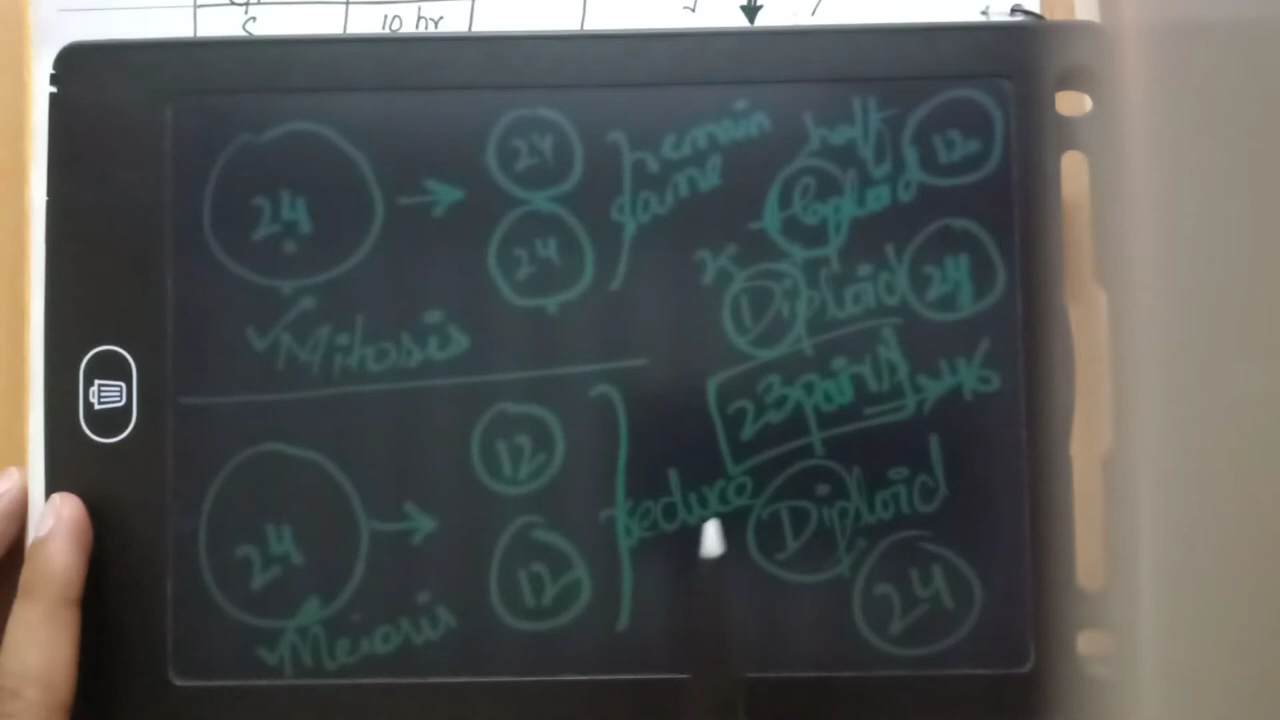 S 10 hr
24 → 24
24
remain
same
✓Mitosis
24 → 12
12
reduce
✓Meiosis
half 12
Diploid 24
23 pairs → 46
Diploid
24